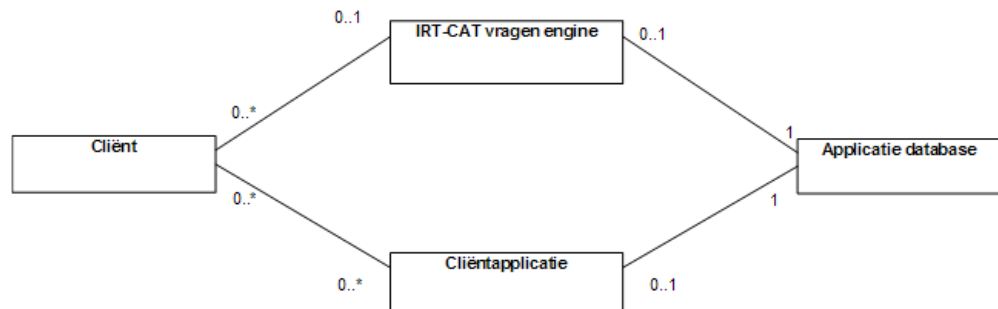 0..1
IRT-CAT vragen engine
0..1
0..*
Cliënt
1
Applicatie database
0..*
1
Cliëntapplicatie
0..*
0..1